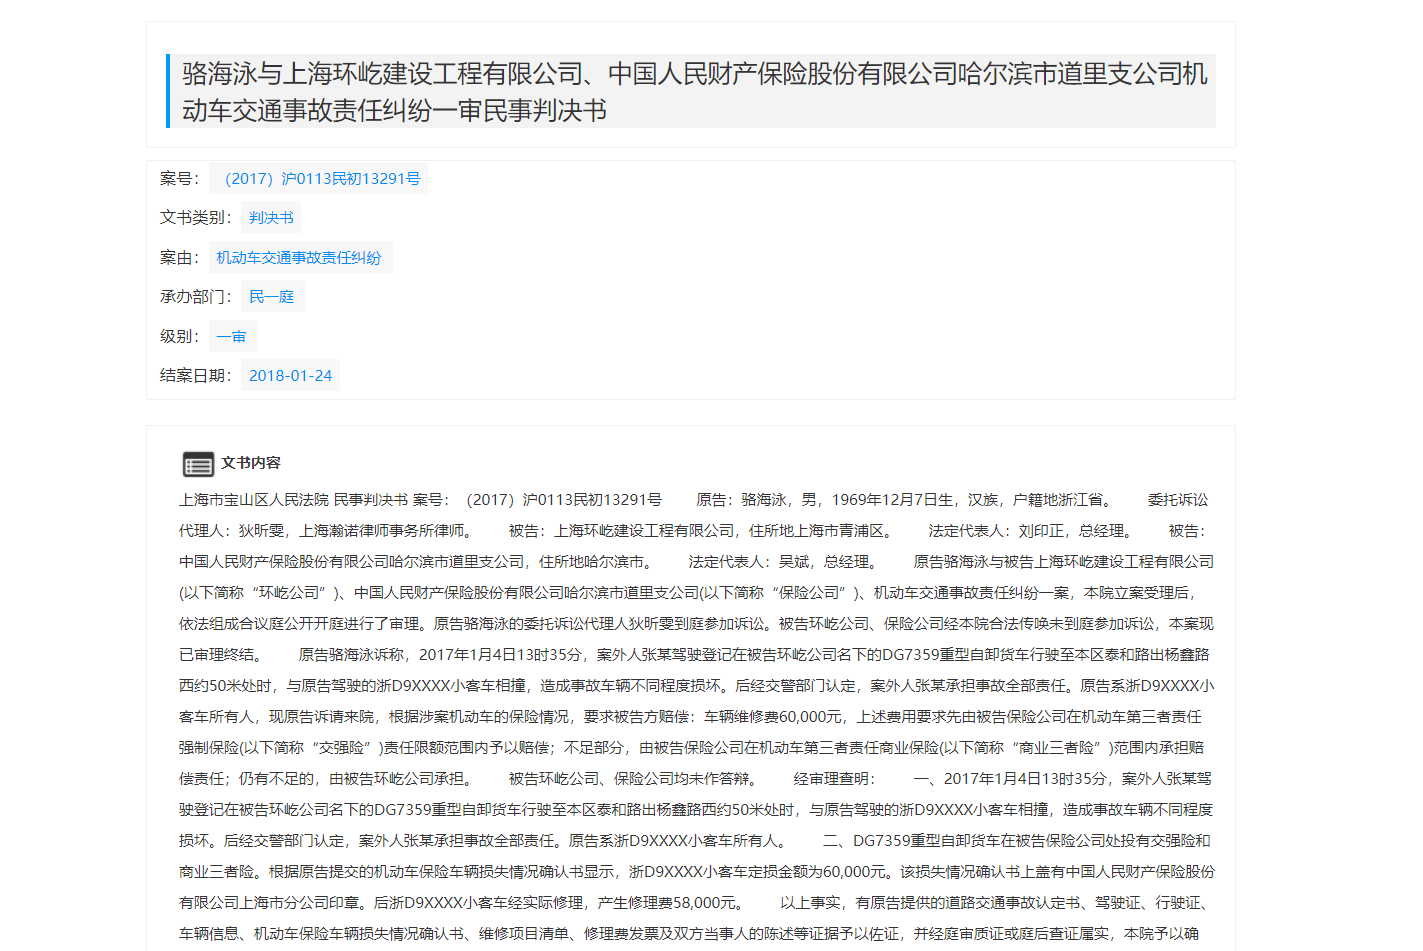 骆海泳与上海环屹建设工程有限公司、中国人民财产保险股份有限公司哈尔滨市道里支公司机
动车交通事故责任纠纷一审民事判决书
案号： （2017）沪0113民初13291号
文书类别： 判决书
案由： 机动车交通事故责任纠纷
承办部门： 民一庭
级别： 一审
结案日期： 2018-01-24
文书内容
上海市宝山区人民法院 民事判决书 案号：（2017）沪0113民初13291号　　原告：骆海泳，男，1969年12月7日生，汉族，户籍地浙江省。　　委托诉讼
代理人：狄昕雯，上海瀚诺律师事务所律师。　　被告：上海环屹建设工程有限公司，住所地上海市青浦区。　　法定代表人：刘印正，总经理。　　被告：
中国人民财产保险股份有限公司哈尔滨市道里支公司，住所地哈尔滨市。　　法定代表人：吴斌，总经理。　　原告骆海泳与被告上海环屹建设工程有限公司
(以下简称“环屹公司”)、中国人民财产保险股份有限公司哈尔滨市道里支公司(以下简称“保险公司”)、机动车交通事故责任纠纷一案，本院立案受理后，
依法组成合议庭公开开庭进行了审理。原告骆海泳的委托诉讼代理人狄昕雯到庭参加诉讼。被告环屹公司、保险公司经本院合法传唤未到庭参加诉讼，本案现
已审理终结。　　原告骆海泳诉称，2017年1月4日13时35分，案外人张某驾驶登记在被告环屹公司名下的DG7359重型自卸货车行驶至本区泰和路出杨鑫路
西约50米处时，与原告驾驶的浙D9XXXX小客车相撞，造成事故车辆不同程度损坏。后经交警部门认定，案外人张某承担事故全部责任。原告系浙D9XXXX小
客车所有人，现原告诉请来院，根据涉案机动车的保险情况，要求被告方赔偿：车辆维修费60,000元，上述费用要求先由被告保险公司在机动车第三者责任
强制保险(以下简称“交强险”)责任限额范围内予以赔偿；不足部分，由被告保险公司在机动车第三者责任商业保险(以下简称“商业三者险”)范围内承担赔
偿责任；仍有不足的，由被告环屹公司承担。　　被告环屹公司、保险公司均未作答辩。　　经审理查明：　　一、2017年1月4日13时35分，案外人张某驾
驶登记在被告环屹公司名下的DG7359重型自卸货车行驶至本区泰和路出杨鑫路西约50米处时，与原告驾驶的浙D9XXXX小客车相撞，造成事故车辆不同程度
损坏。后经交警部门认定，案外人张某承担事故全部责任。原告系浙D9XXXX小客车所有人。　　二、DG7359重型自卸货车在被告保险公司处投有交强险和
商业三者险。根据原告提交的机动车保险车辆损失情况确认书显示，浙D9XXXX小客车定损金额为60,000元。该损失情况确认书上盖有中国人民财产保险股份
有限公司上海市分公司印章。后浙D9XXXX小客车经实际修理，产生修理费58,000元。　　以上事实，有原告提供的道路交通事故认定书、驾驶证、行驶证、
车辆信息、机动车保险车辆损失情况确认书、维修项目清单、修理费发票及双方当事人的陈述等证据予以佐证，并经庭审质证或庭后查证属实，本院予以确